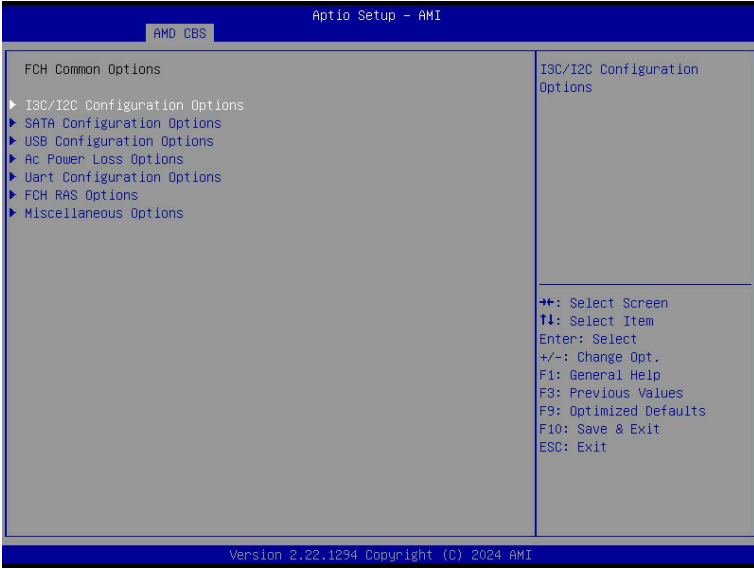 Aptio Setup – AMI
AMD CBS
FCH Common Options
I3C/I2C Configuration Options
SATA Configuration Options
USB Configuration Options
Ac Power Loss Options
Uart Configuration Options
FCH RAS Options
Miscellaneous Options
I3C/I2C Configuration
Options
→←: Select Screen
↑↓: Select Item
Enter: Select
+/-: Change Opt.
F1: General Help
F3: Previous Values
F9: Optimized Defaults
F10: Save & Exit
ESC: Exit
Version 2.22.1294 Copyright (C) 2024 AMI